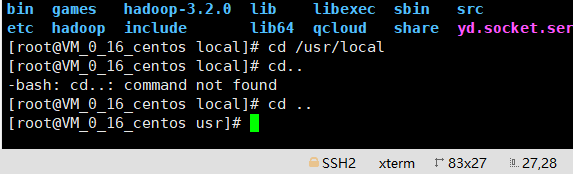 bin games hadoop-3.2.0 lib libexec sbin src
etc hadoop include lib64 qcloud share yd.socket.ser
[root@VM_0_16_centos local]# cd /usr/local
[root@VM_0_16_centos local]# cd..
-bash: cd..: command not found
[root@VM_0_16_centos local]# cd ..
[root@VM_0_16_centos usr]#
SSH2 xterm 83x27 27,28